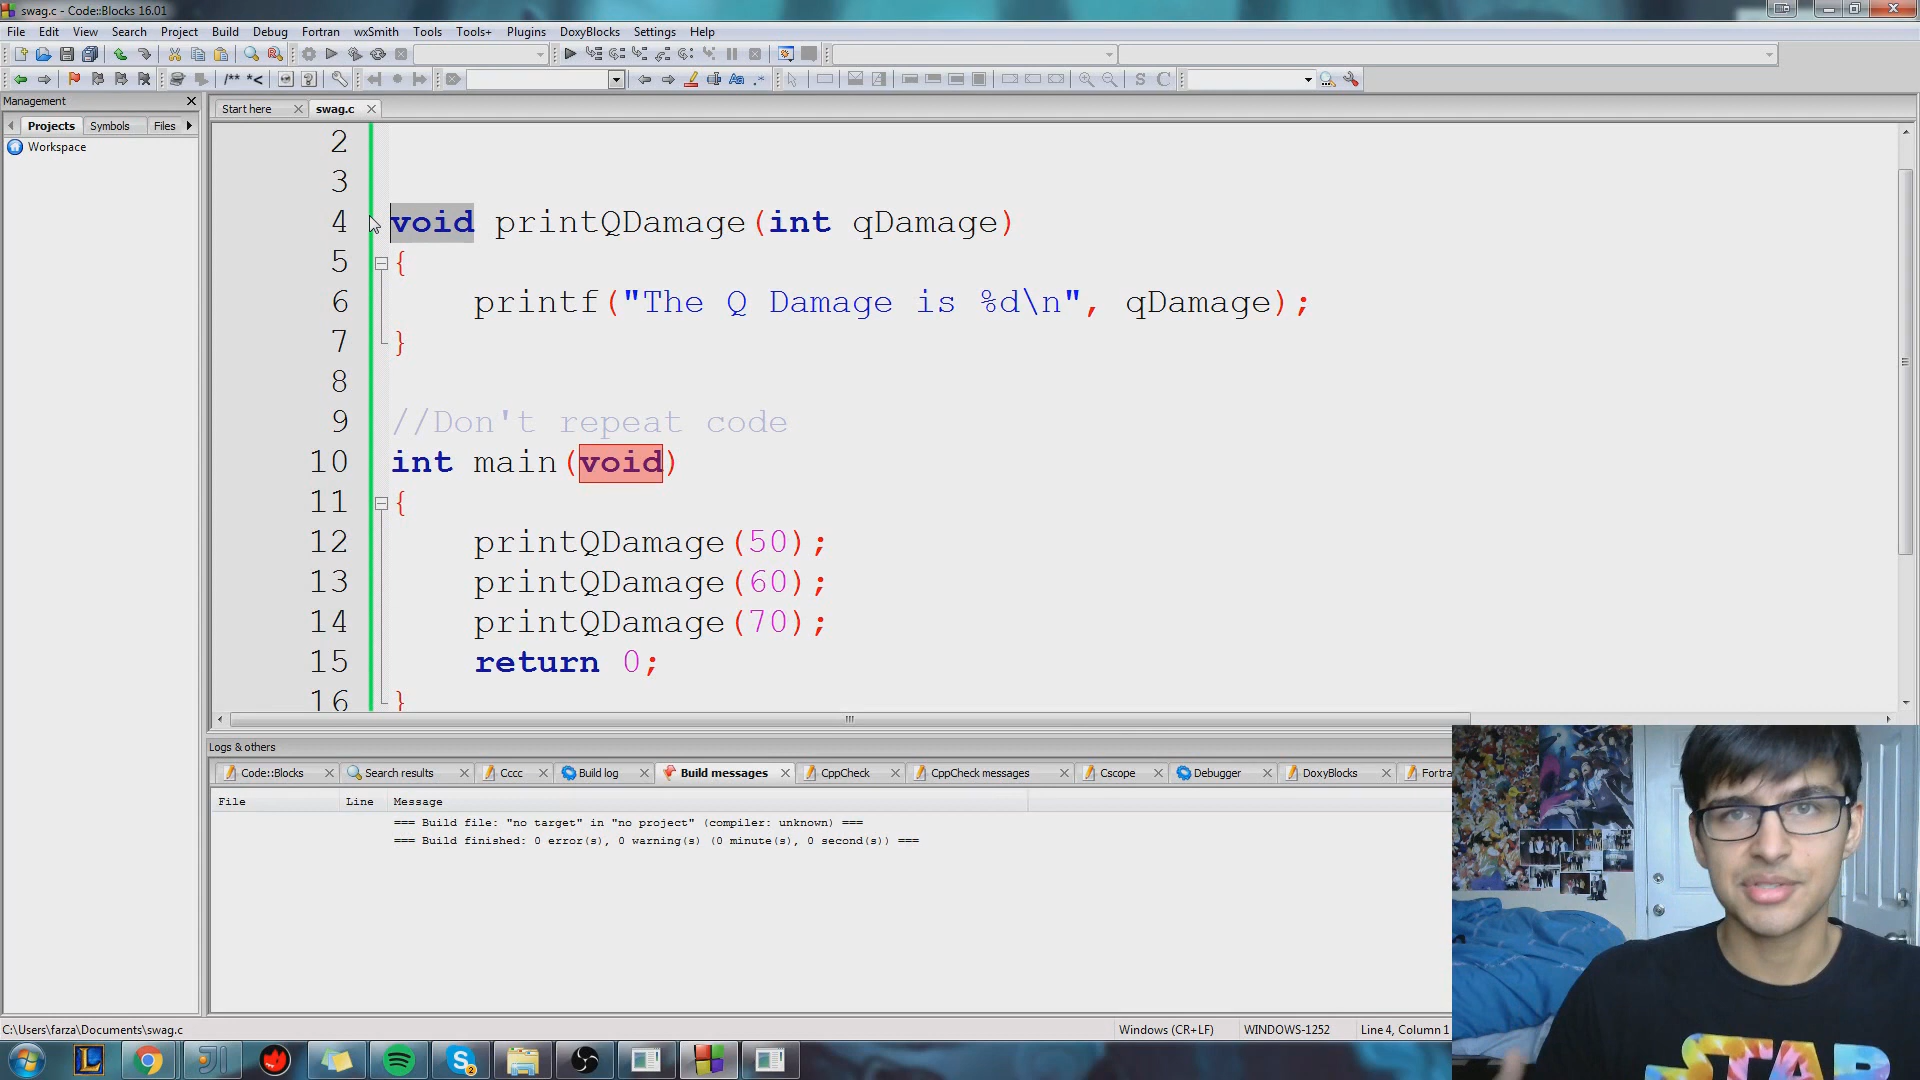 swag.c - Code::Blocks 16.01
File Edit View Search Project Build Debug Fortran wxSmith Tools Tools+ Plugins DoxyBlocks Settings Help
/** *<
Aa .*
S C
Management
Start here
swag.c
Projects Symbols Files
Workspace
2
3
4 void printQDamage(int qDamage)
5 {
6 printf("The Q Damage is %d\n", qDamage);
7 }
8
9 //Don't repeat code
10 int main(void)
11 {
12 printQDamage(50);
13 printQDamage(60);
14 printQDamage(70);
15 return 0;
16 }
Logs & others
Code::Blocks Search results Cccc Build log Build messages CppCheck CppCheck messages Cscope Debugger DoxyBlocks Fortra
File Line Message
=== Build file: "no target" in "no project" (compiler: unknown) ===
=== Build finished: 0 error(s), 0 warning(s) (0 minute(s), 0 second(s)) ===
C:\Users\farza\Documents\swag.c
Windows (CR+LF) WINDOWS-1252 Line 4, Column 1
STAR
2